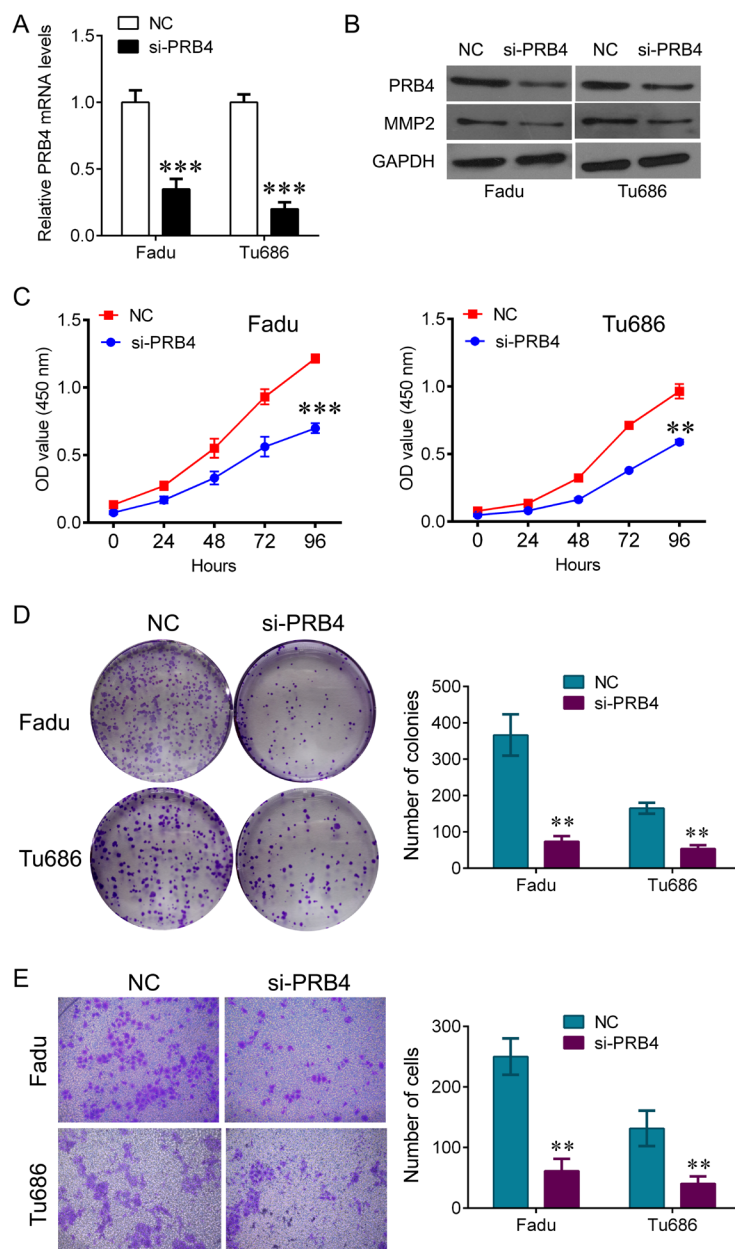 A
NC
si-PRB4
Relative PRB4 mRNA levels
1.5
1.0
0.5
0.0
***
***
Fadu
Tu686
B
NC si-PRB4 NC si-PRB4
PRB4
MMP2
GAPDH
Fadu Tu686
C
NC
si-PRB4
Fadu
OD value (450 nm)
1.5
1.0
0.5
0.0
***
0 24 48 72 96
Hours
NC
si-PRB4
Tu686
OD value (450 nm)
1.5
1.0
0.5
0.0
**
0 24 48 72 96
Hours
D
NC si-PRB4
Fadu
Tu686
NC
si-PRB4
Number of colonies
500
400
300
200
100
0
**
**
Fadu Tu686
E
NC si-PRB4
Fadu
Tu686
NC
si-PRB4
Number of cells
300
200
100
0
**
**
Fadu Tu686